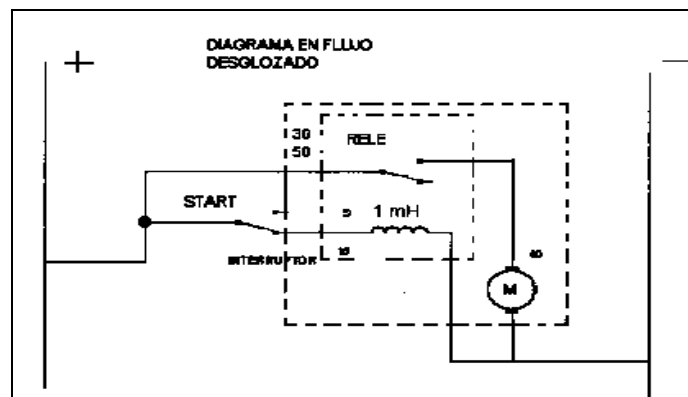 DIAGRAMA EN FLUJO
DESGLOZADO
30
50
RELE
START
1 mH
INTERRUPTOR
M